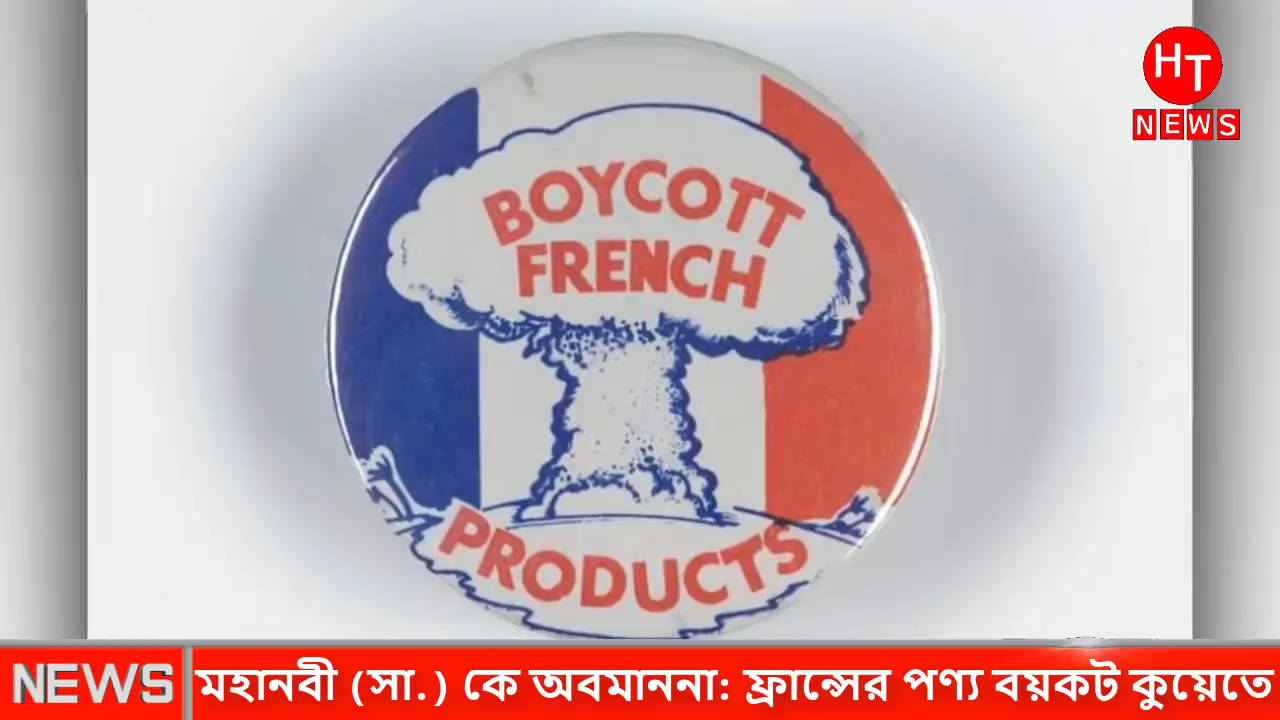 HT
NEWS
BOYCOTT
FRENCH
PRODUCTS
NEWS
মহানবী (সা.) কে অবমাননা: ফ্রান্সের পণ্য বয়কট কুয়েতে